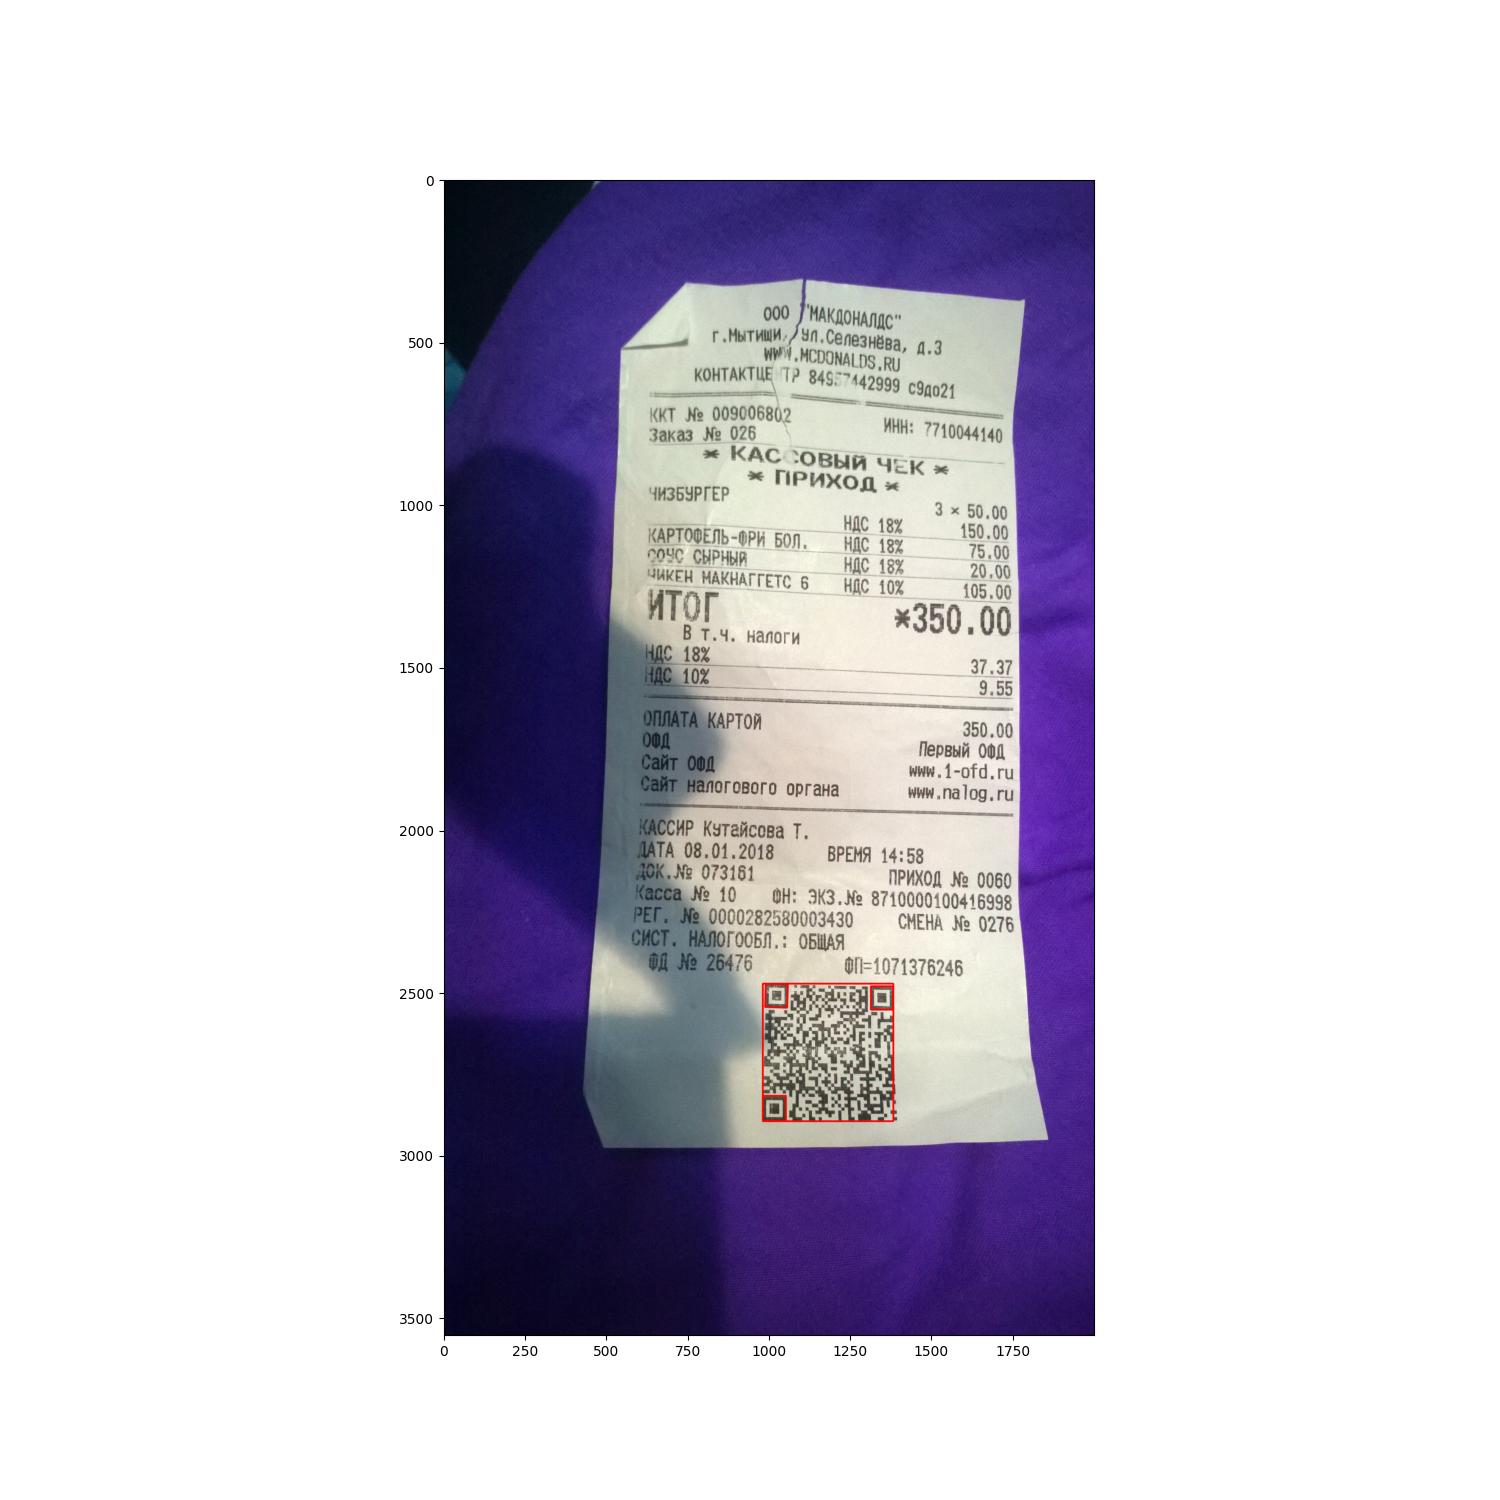 ООО "МАКДОНАЛДС"
г.Мытищи, ул.Селезнёва, д.3
WWW.MCDONALDS.RU
КОНТАКТЦЕНТР 84957442999 с9до21
ККТ № 009006802 ИНН: 7710044140
Заказ № 026
* КАССОВЫЙ ЧЕК *
* ПРИХОД *
ЧИЗБУРГЕР 3 × 50.00
НДС 18% 150.00
КАРТОФЕЛЬ-ФРИ БОЛ. НДС 18% 75.00
СОУС СЫРНЫЙ НДС 18% 20.00
ЧИКЕН МАКНАГГЕТС 6 НДС 10% 105.00
ИТОГ *350.00
В т.ч. налоги
НДС 18% 37.37
НДС 10% 9.55
ОПЛАТА КАРТОЙ 350.00
ОФД Первый ОФД
Сайт ОФД www.1-ofd.ru
Сайт налогового органа www.nalog.ru
КАССИР Кутайсова Т.
ДАТА 08.01.2018 ВРЕМЯ 14:58
ДОК.№ 073161 ПРИХОД № 0060
Касса № 10 ФН: ЭКЗ.№ 8710000100416998
РЕГ. № 0000282580003430 СМЕНА № 0276
СИСТ. НАЛОГООБЛ.: ОБЩАЯ
ФД № 26476 ФП=1071376246
0
500
1000
1500
2000
2500
3000
3500
0 250 500 750 1000 1250 1500 1750